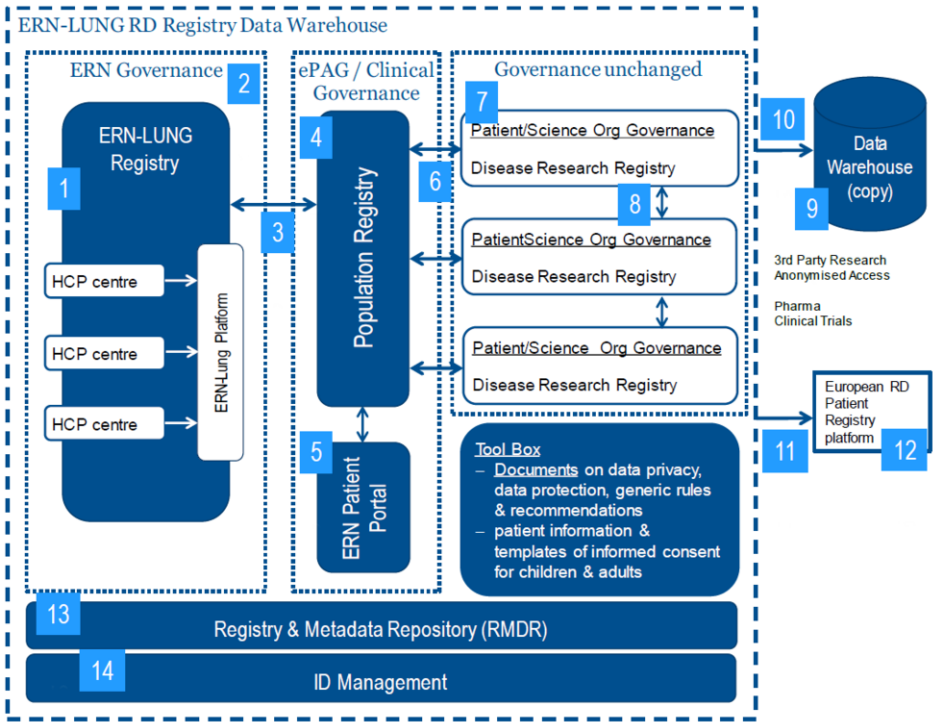 ERN-LUNG RD Registry Data Warehouse
ERN Governance
2
ERN-LUNG
Registry
1
HCP centre
HCP centre
HCP centre
ERN-Lung Platform
3
ePAG / Clinical
Governance
4
Population Registry
5
ERN Patient
Portal
6
Governance unchanged
7
Patient/Science Org Governance
Disease Research Registry
8
PatientScience Org Governance
Disease Research Registry
Patient/Science Org Governance
Disease Research Registry
Tool Box
– Documents on data privacy,
data protection, generic rules
& recommendations
– patient information &
templates of informed consent
for children & adults
10
Data
Warehouse
(copy)
9
3rd Party Research
Anonymised Access
Pharma
Clinical Trials
11
European RD
Patient
Registry
platform
12
13
Registry & Metadata Repository (RMDR)
14
ID Management